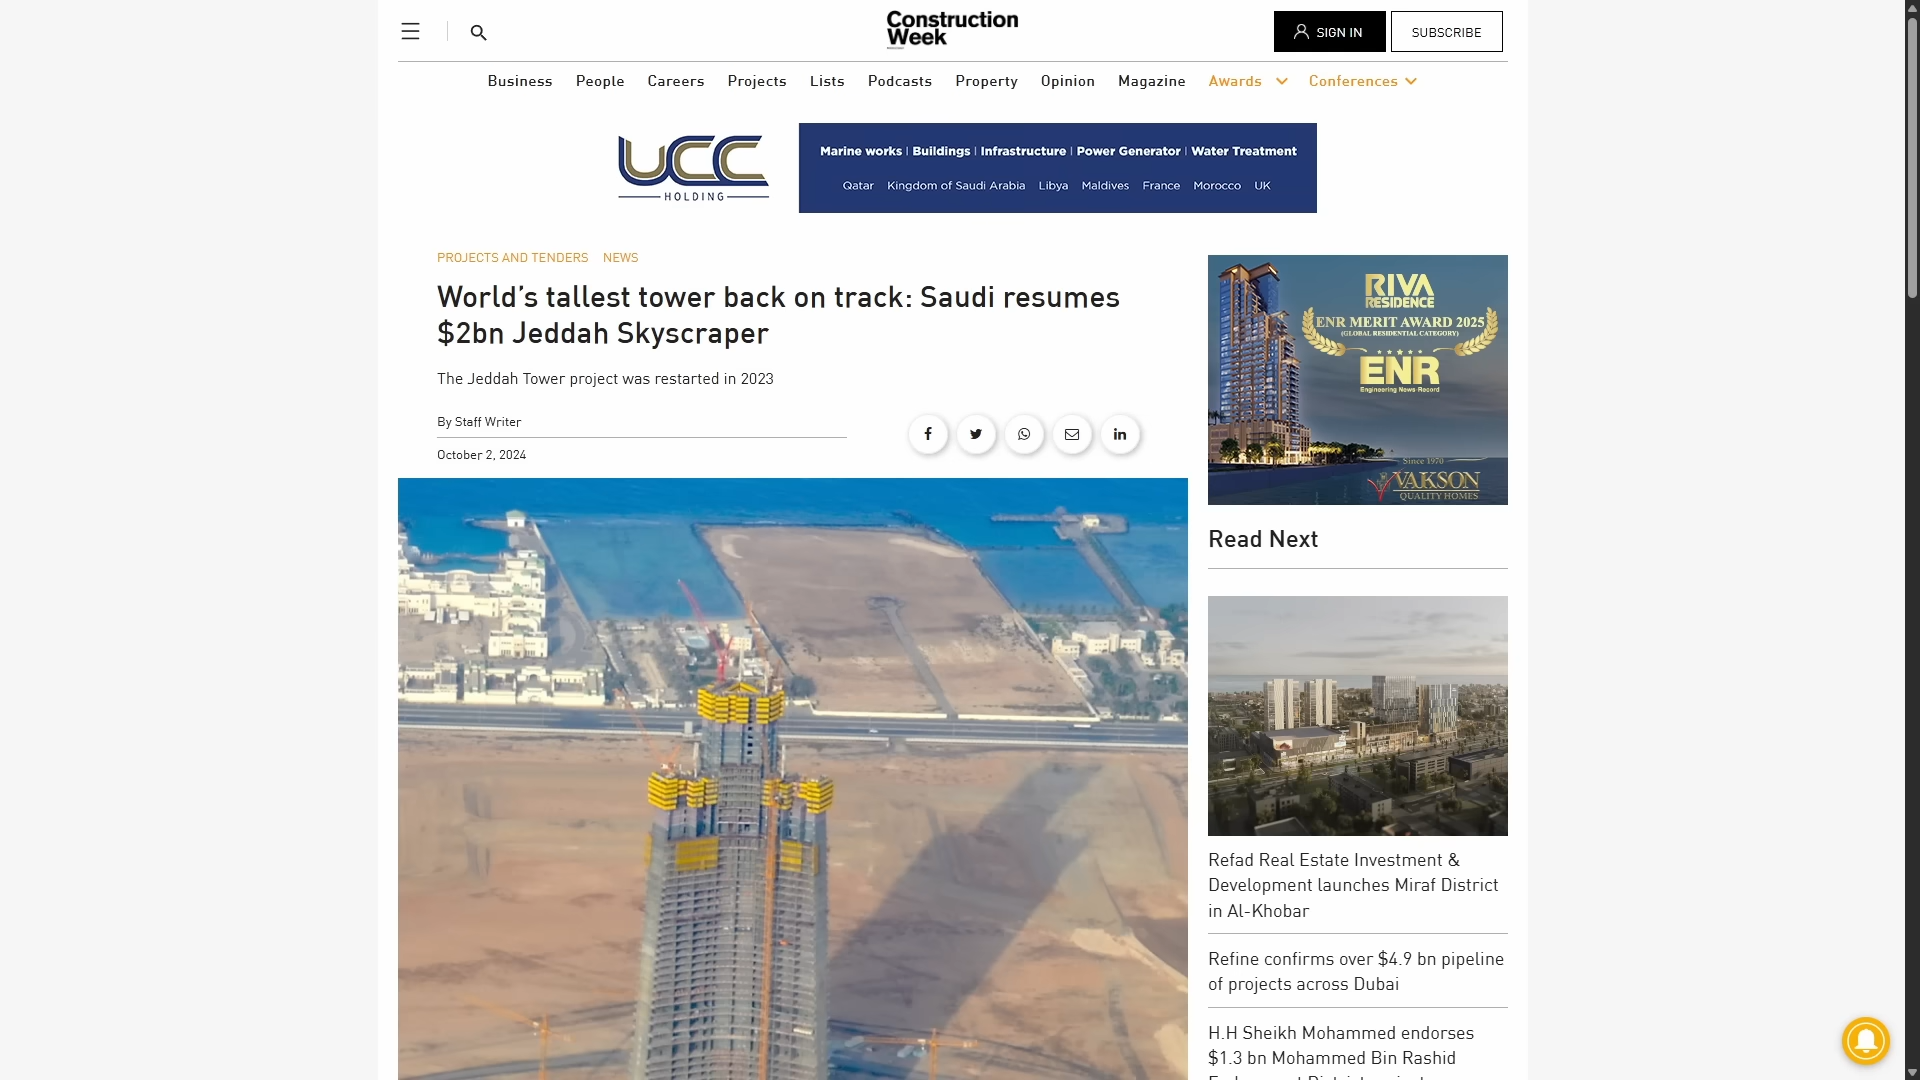 Construction
Week
SIGN IN
SUBSCRIBE
Business
People
Careers
Projects
Lists
Podcasts
Property
Opinion
Magazine
Awards
Conferences
UCC
HOLDING
Marine works | Buildings | Infrastructure | Power Generator | Water Treatment
Qatar Kingdom of Saudi Arabia Libya Maldives France Morocco UK
PROJECTS AND TENDERS NEWS
World’s tallest tower back on track: Saudi resumes
$2bn Jeddah Skyscraper
The Jeddah Tower project was restarted in 2023
By Staff Writer
October 2, 2024
RIVA
RESIDENCE
ENR MERIT AWARD 2025
(GLOBAL RESIDENTIAL CATEGORY)
ENR
Engineering News-Record
Since 1970
VAKSON
QUALITY HOMES
Read Next
Refad Real Estate Investment &
Development launches Miraf District
in Al-Khobar
Refine confirms over $4.9 bn pipeline
of projects across Dubai
H.H Sheikh Mohammed endorses
$1.3 bn Mohammed Bin Rashid